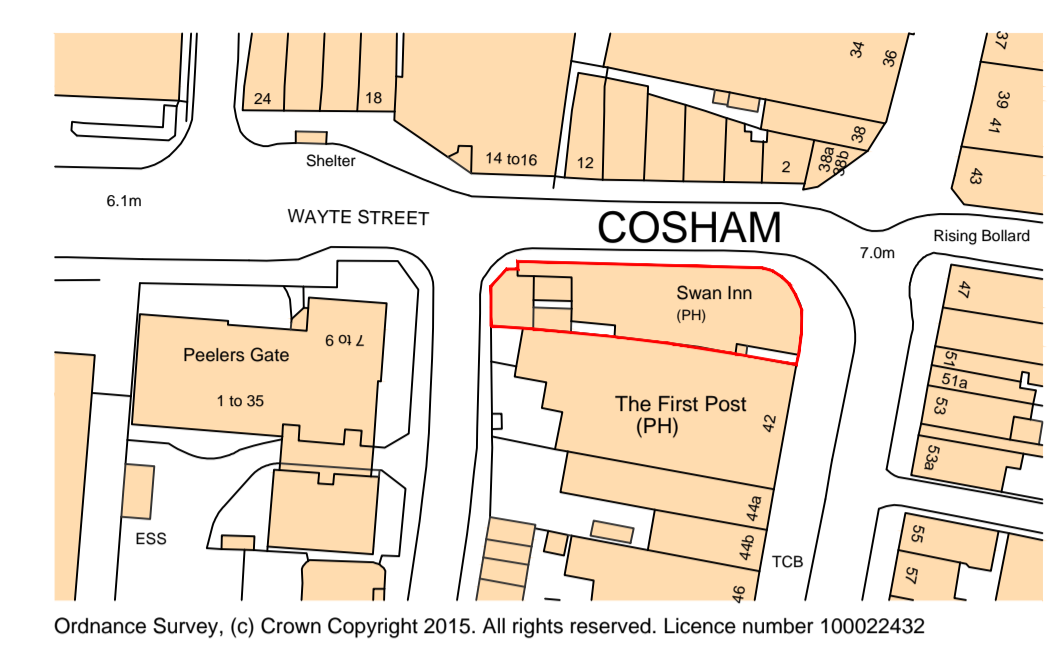 34
36
37
24
18
39
41
38
Shelter
14 to16
12
2
38a
38b
43
6.1m
WAYTE STREET
COSHAM
7.0m
Rising Bollard
47
Swan Inn
(PH)
7 to 9
Peelers Gate
51
51a
1 to 35
The First Post
(PH)
42
53
53a
44a
ESS
44b
TCB
55
57
46
Ordnance Survey, (c) Crown Copyright 2015. All rights reserved. Licence number 100022432